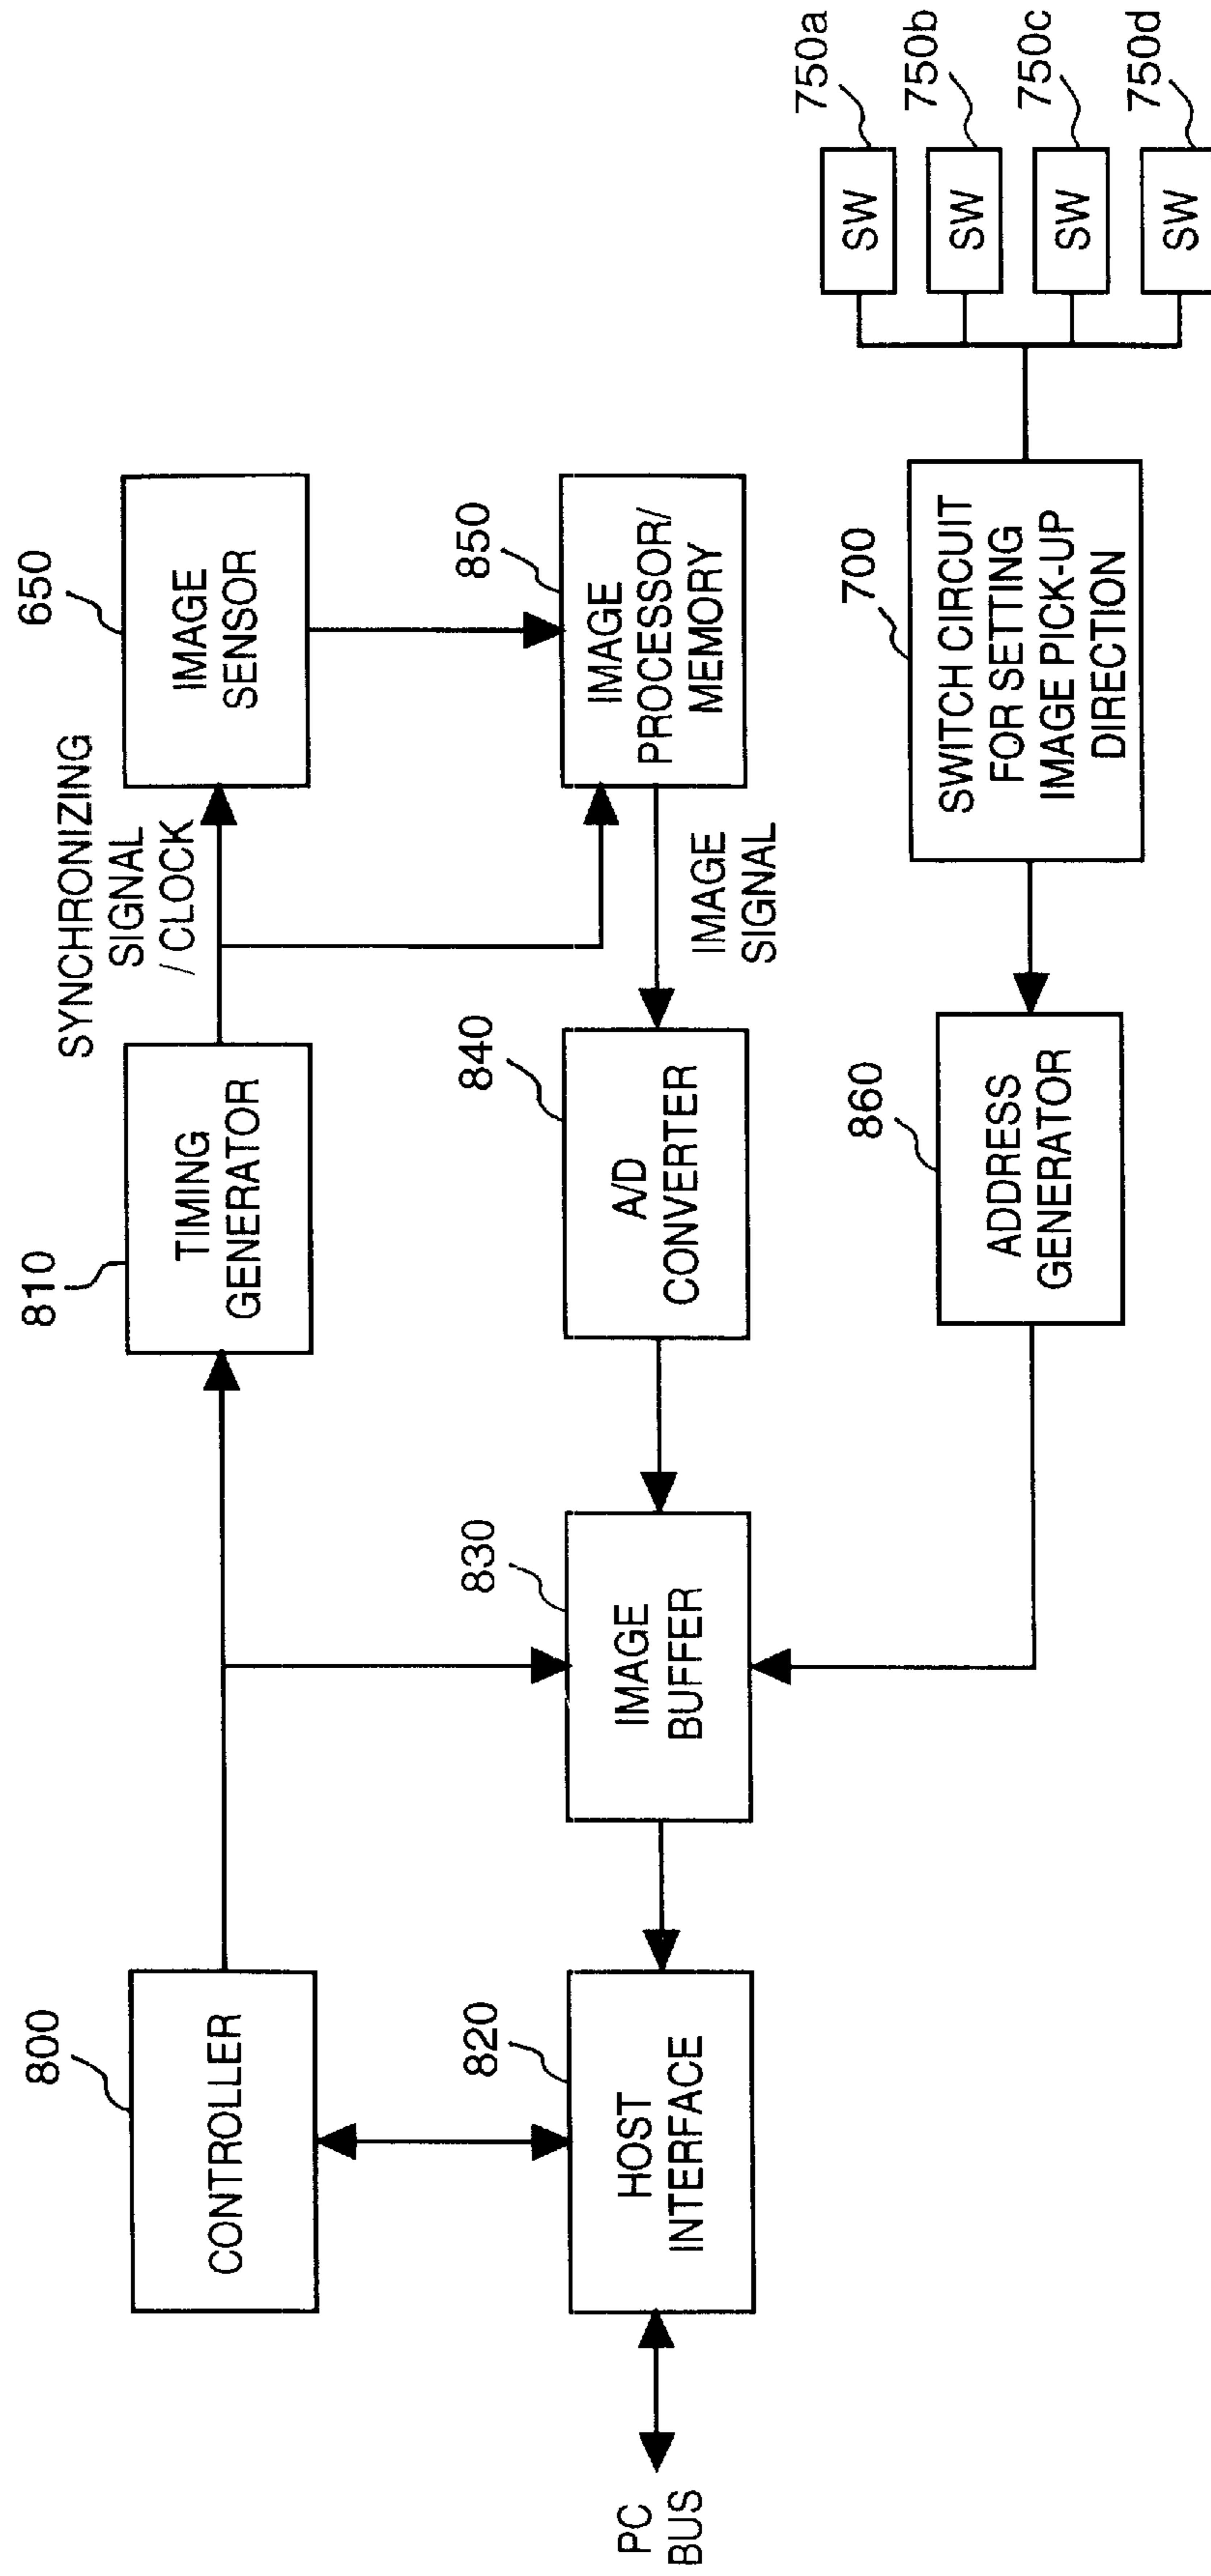 800
CONTROLLER
810
TIMING
GENERATOR
SYNCHRONIZING
SIGNAL
/ CLOCK
650
IMAGE
SENSOR
PC
BUS
820
HOST
INTERFACE
830
IMAGE
BUFFER
840
A/D
CONVERTER
IMAGE
SIGNAL
850
IMAGE
PROCESSOR/
MEMORY
860
ADDRESS
GENERATOR
700
SWITCH CIRCUIT
FOR SETTING
IMAGE PICK-UP
DIRECTION
SW
750a
SW
750b
SW
750c
SW
750d